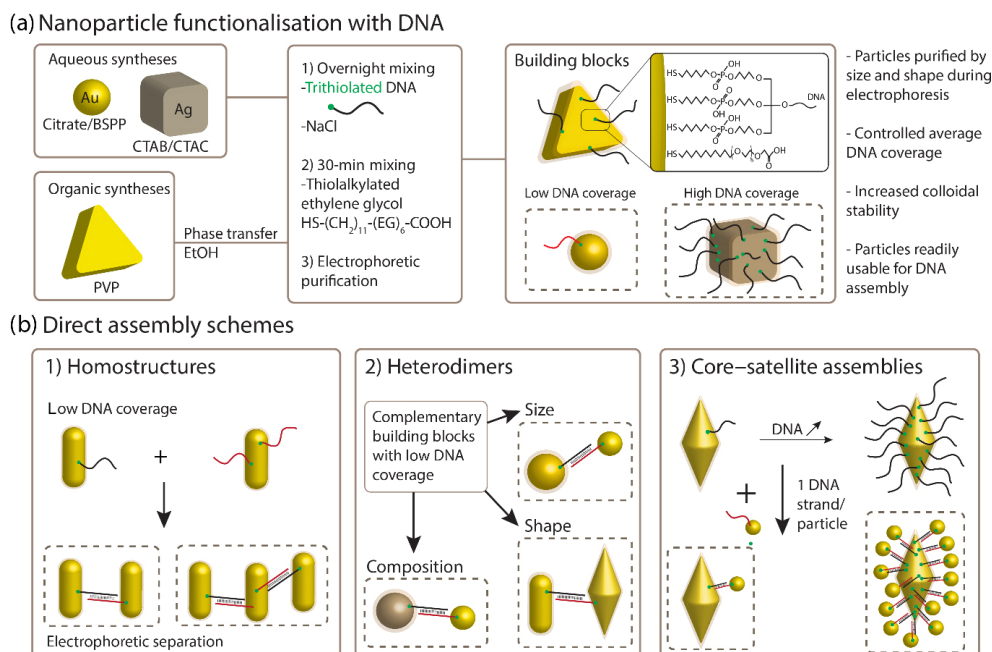 (a) Nanoparticle functionalisation with DNA
Aqueous syntheses
Au
Ag
Citrate/BSPP
CTAB/CTAC
Organic syntheses
PVP
Phase transfer
EtOH
1) Overnight mixing
-Trithiolated DNA
-NaCl
2) 30-min mixing
-Thiolalkylated
ethylene glycol
HS-(CH2)11-(EG)6-COOH
3) Electrophoretic
purification
Building blocks
OH
HS
O-P-O
O
O
DNA
HS
O-P-O
O
O
OH
OH
HS
O-P-O
O
O
HS
O
O
OH
Low DNA coverage
High DNA coverage
- Particles purified by
size and shape during
electrophoresis
- Controlled average
DNA coverage
- Increased colloidal
stability
- Particles readily
usable for DNA
assembly
(b) Direct assembly schemes
1) Homostructures
Low DNA coverage
+
Electrophoretic separation
2) Heterodimers
Complementary
building blocks
with low DNA
coverage
Size
Shape
Composition
3) Core–satellite assemblies
DNA ↗
+
1 DNA
strand/
particle